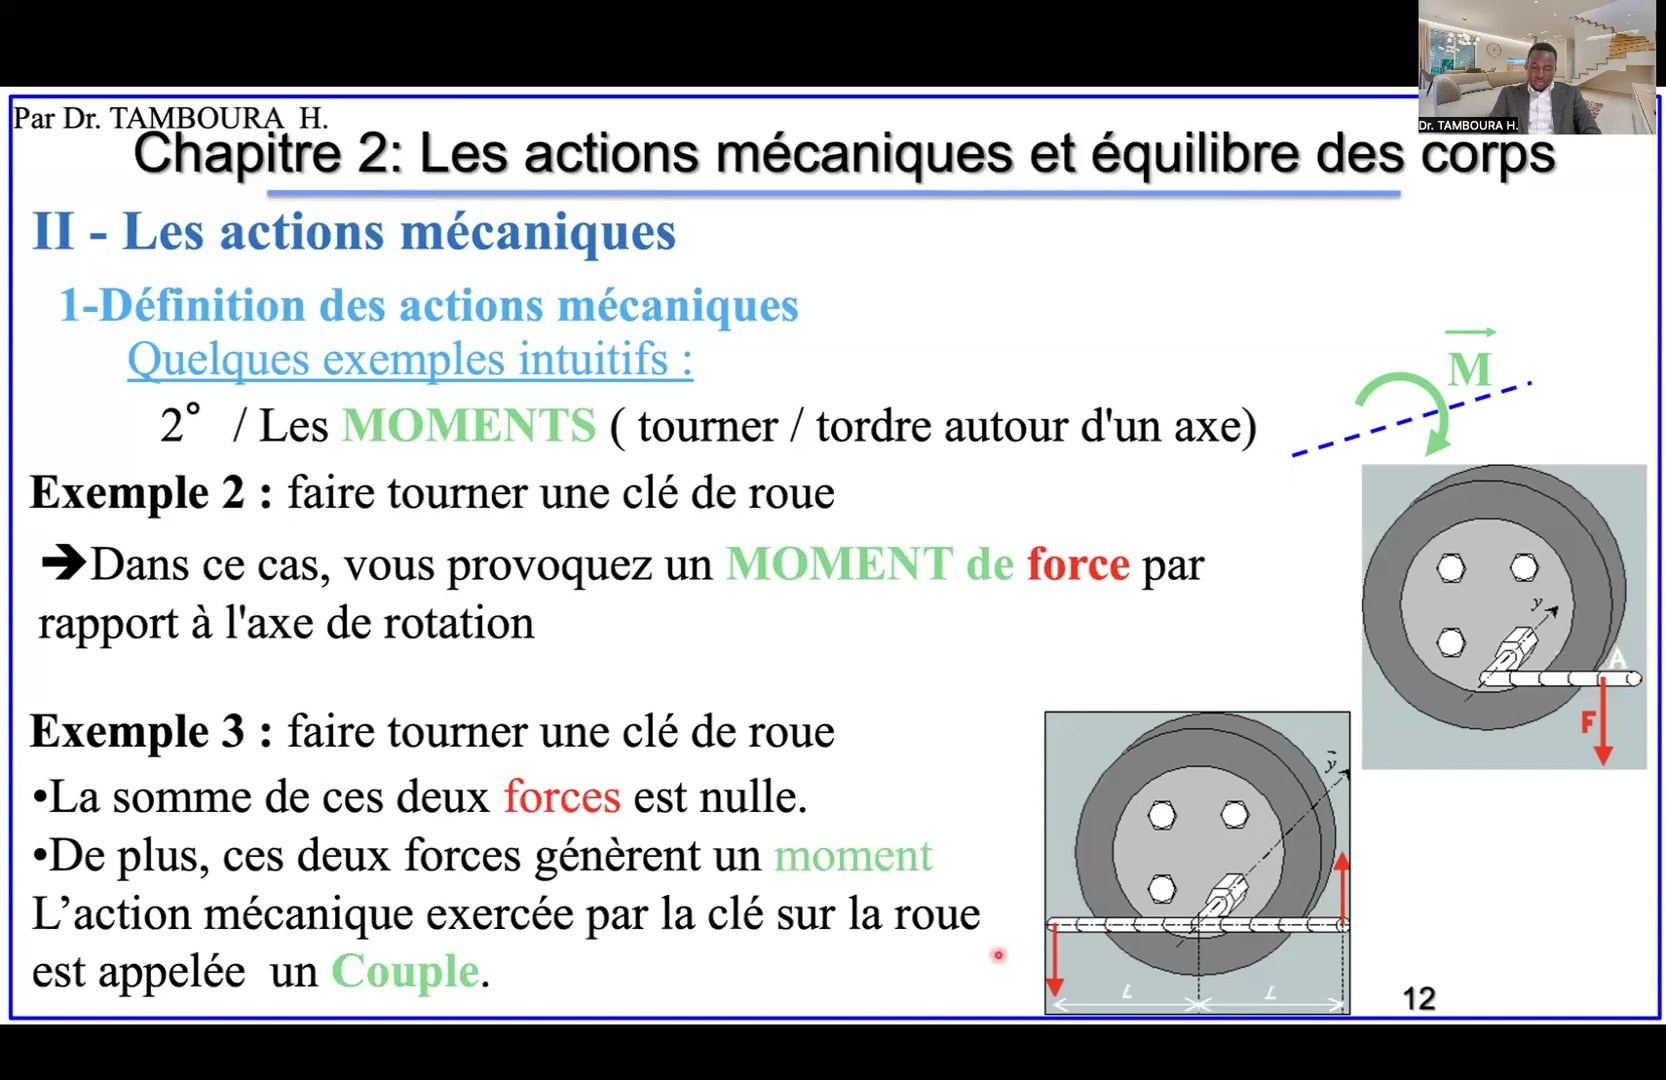 Par Dr. TAMBOURA H.
Dr. TAMBOURA H.
Chapitre 2: Les actions mécaniques et équilibre des corps
II - Les actions mécaniques
1-Définition des actions mécaniques
Quelques exemples intuitifs :
M
2° / Les MOMENTS ( tourner / tordre autour d'un axe)
Exemple 2 : faire tourner une clé de roue
➔Dans ce cas, vous provoquez un MOMENT de force par
rapport à l'axe de rotation
y
A
F
Exemple 3 : faire tourner une clé de roue
•La somme de ces deux forces est nulle.
•De plus, ces deux forces génèrent un moment
L’action mécanique exercée par la clé sur la roue
est appelée un Couple.
y
L L
12